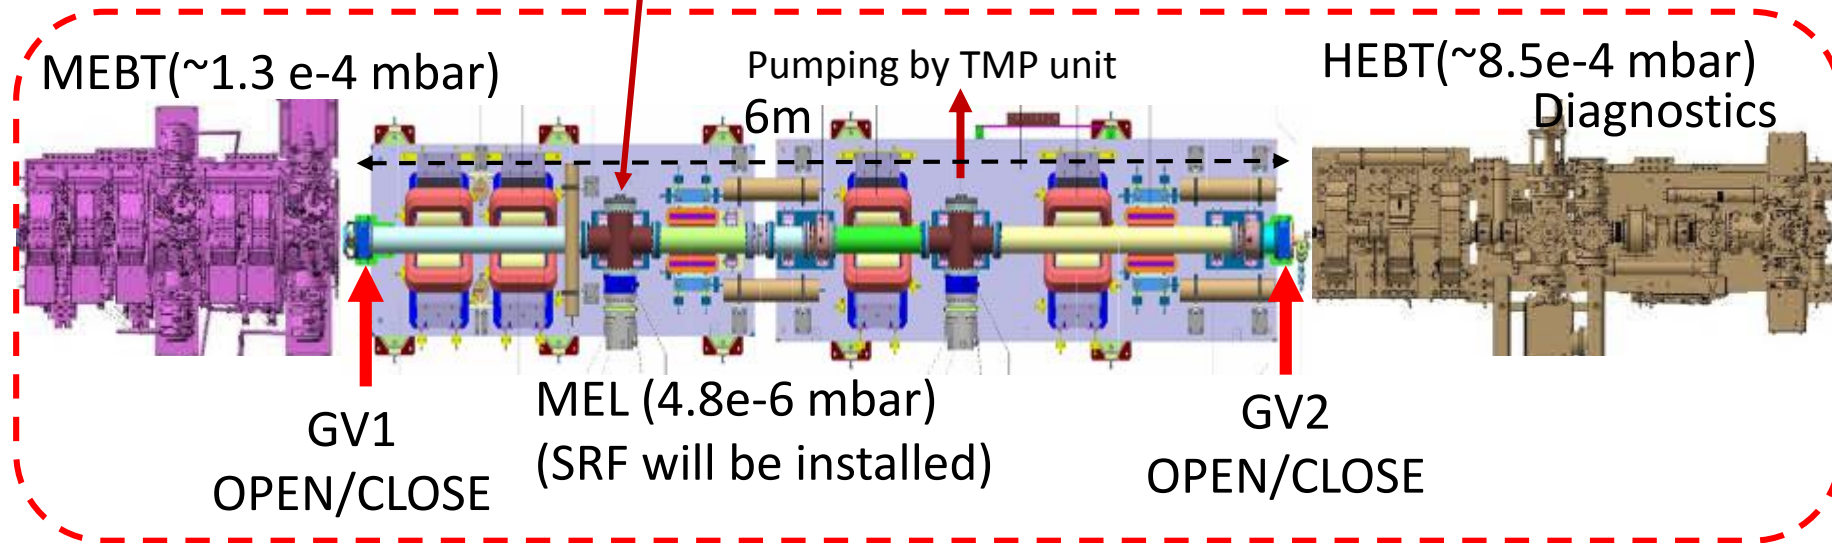 MEBT(~1.3 e-4 mbar)
Pumping by TMP unit
6m
HEBT(~8.5e-4 mbar)
Diagnostics
MEL (4.8e-6 mbar)
(SRF will be installed)
GV1
OPEN/CLOSE
GV2
OPEN/CLOSE